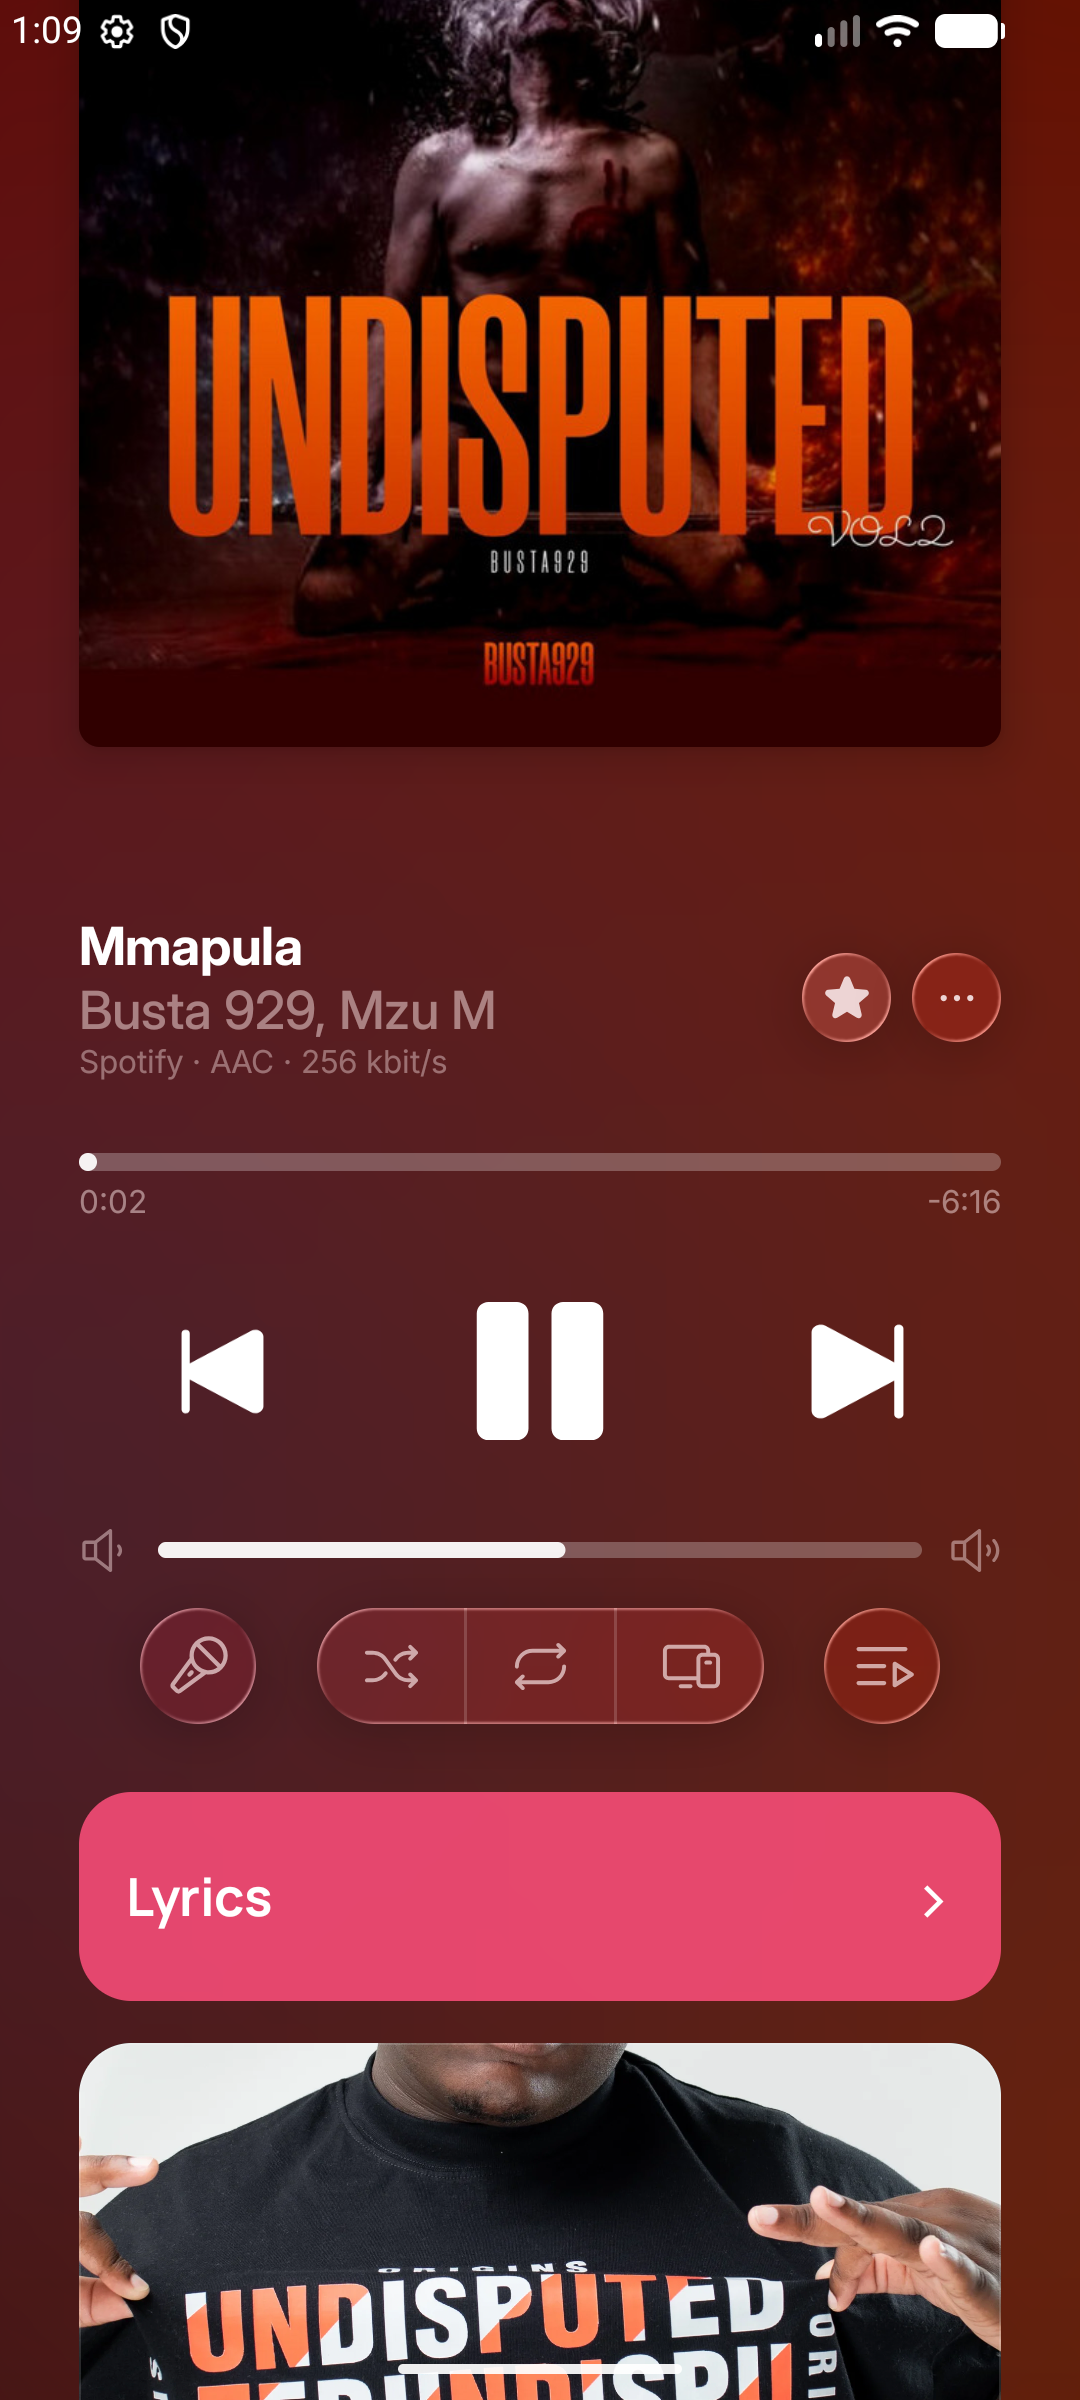 1:09
UNDISPUTED
VOL2
BUSTA929
BUSTA929
Mmapula
Busta 929, Mzu M
Spotify · AAC · 256 kbit/s
0:02
-6:16
Lyrics
ORIGINS
UNDISPUTED